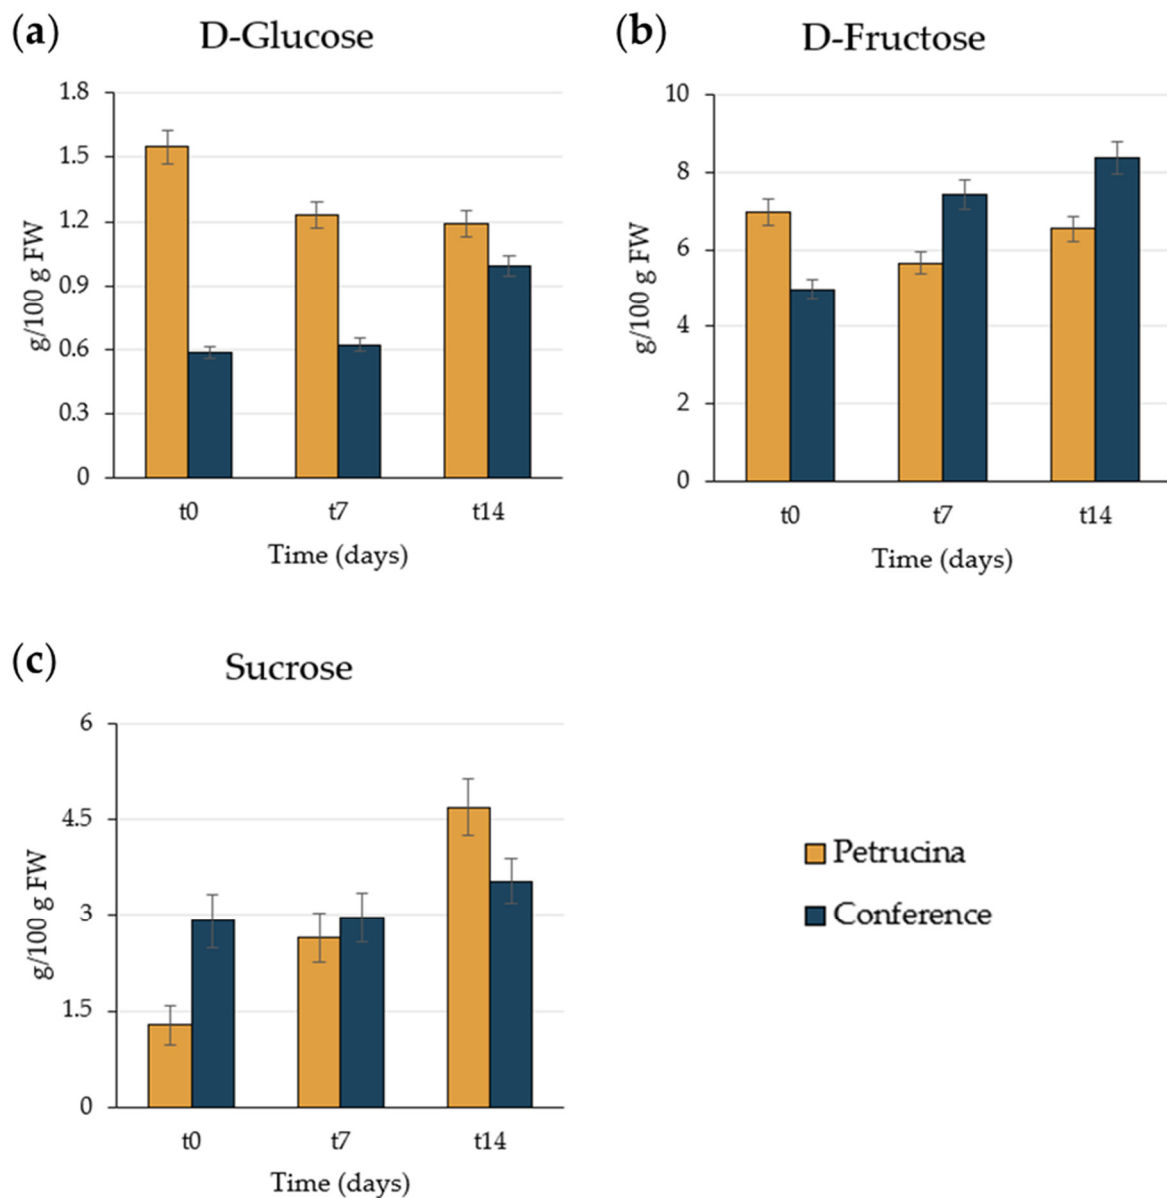 (a) D-Glucose
1.8
1.5
1.2
0.9
0.6
0.3
0
g/100 g FW
t0 t7 t14
Time (days)
(b) D-Fructose
10
8
6
4
2
0
g/100 g FW
t0 t7 t14
Time (days)
(c) Sucrose
6
4.5
3
1.5
0
g/100 g FW
t0 t7 t14
Time (days)
Petrucina
Conference